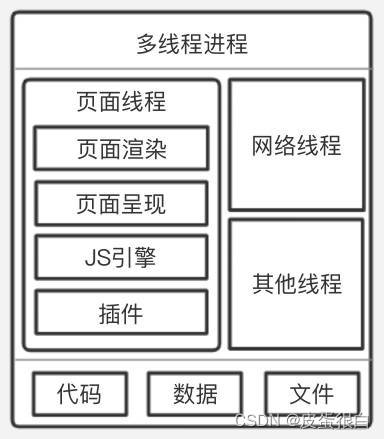 多线程进程
页面线程
页面渲染
页面呈现
JS引擎
插件
网络线程
其他线程
代码
数据
文件
CSDN @皮蛋很白